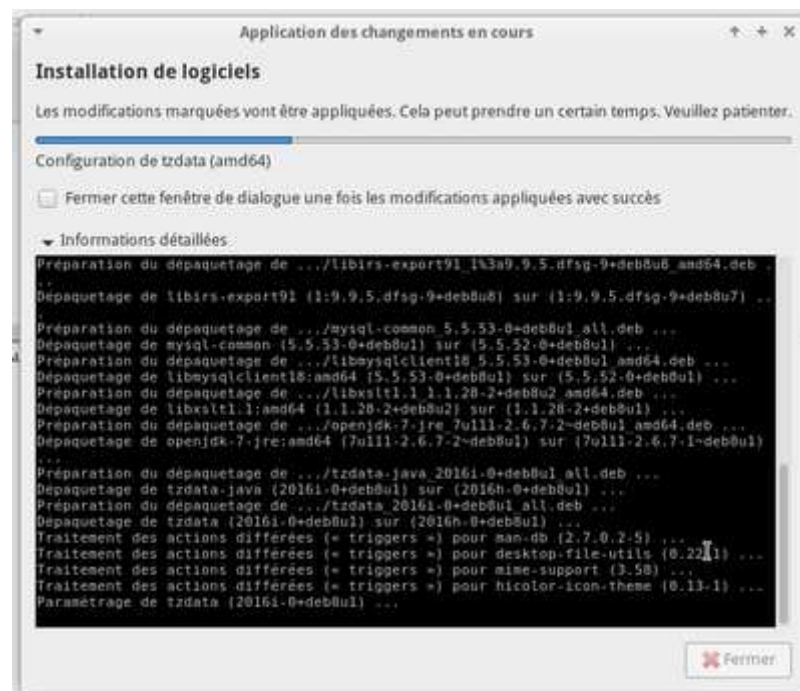 Application des changements en cours
Installation de logiciels
Les modifications marquées vont être appliquées. Cela peut prendre un certain temps. Veuillez patienter.
Configuration de tzdata (amd64)
Fermer cette fenêtre de dialogue une fois les modifications appliquées avec succès
Informations détaillées
Préparation du dépaquetage de .../libirs-export91_1%3a9.9.5.dfsg-9+deb8u8_amd64.deb .
..
Dépaquetage de libirs-export91 (1:9.9.5.dfsg-9+deb8u8) sur (1:9.9.5.dfsg-9+deb8u7) ..
.
Préparation du dépaquetage de .../mysql-common_5.5.53-0+deb8u1_all.deb ...
Dépaquetage de mysql-common (5.5.53-0+deb8u1) sur (5.5.52-0+deb8u1) ...
Préparation du dépaquetage de .../libmysqlclient18_5.5.53-0+deb8u1_amd64.deb ...
Dépaquetage de libmysqlclient18:amd64 (5.5.53-0+deb8u1) sur (5.5.52-0+deb8u1) ...
Préparation du dépaquetage de .../libxslt1.1_1.1.28-2+deb8u2_amd64.deb ...
Dépaquetage de libxslt1.1:amd64 (1.1.28-2+deb8u2) sur (1.1.28-2+deb8u1) ...
Préparation du dépaquetage de .../openjdk-7-jre_7u111-2.6.7-2~deb8u1_amd64.deb ...
Dépaquetage de openjdk-7-jre:amd64 (7u111-2.6.7-2~deb8u1) sur (7u111-2.6.7-1~deb8u1)
...
Préparation du dépaquetage de .../tzdata-java_2016i-0+deb8u1_all.deb ...
Dépaquetage de tzdata-java (2016i-0+deb8u1) sur (2016h-0+deb8u1) ...
Préparation du dépaquetage de .../tzdata_2016i-0+deb8u1_all.deb ...
Dépaquetage de tzdata (2016i-0+deb8u1) sur (2016h-0+deb8u1) ...
Traitement des actions différées (« triggers ») pour man-db (2.7.0.2-5) ...
Traitement des actions différées (« triggers ») pour desktop-file-utils (0.22-1) ...
Traitement des actions différées (« triggers ») pour mime-support (3.58) ...
Traitement des actions différées (« triggers ») pour hicolor-icon-theme (0.13-1) ...
Paramétrage de tzdata (2016i-0+deb8u1) ...
Fermer